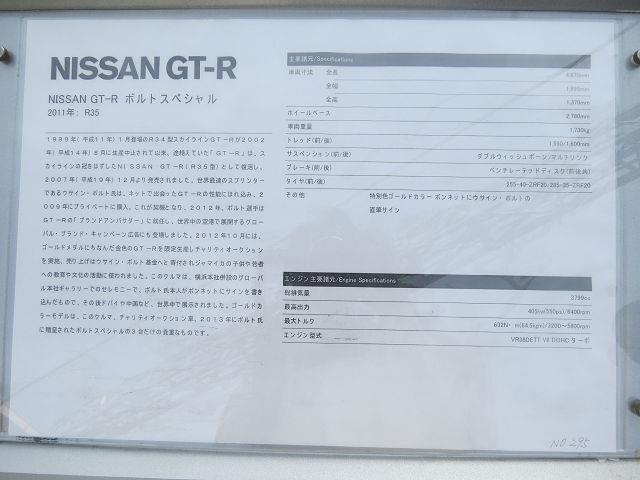 NISSAN GT-R
NISSAN GT-R ボルトスペシャル
2011年: R35
1999年(平成11年)1月登場のR34型スカイラインGT-Rが2002
年(平成14年)8月に生産中止されて以来、途絶えていた「GT-R」は、ス
カイラインの冠をはずしたNISSAN GT-R(R35型)として復活し、
2007年(平成19年)12月より発売されました。世界最速のスプリンター
であるウサイン・ボルト氏は、ネットで出会ったGT-Rの性能にほれ込み、2
009年にプライベートに購入。これが契機となり、2012年、ボルト選手は
GT-Rの「ブランドアンバサダー」に就任し、世界中の空港で展開するグロー
バル・ブランド・キャンペーン広告にも登場しました。2012年10月には、
ゴールドメダルにちなんだ金色のGT-Rを限定生産しチャリティオークション
を実施、売り上げはウサイン・ボルト基金へと寄付されジャマイカの子供や若者
への教育や文化の活動に使われました。このクルマは、横浜本社併設のグローバ
ル本社ギャラリーでのセレモニーで、ボルト氏本人がボンネットにサインを書き
込んだもので、その後ドバイや中国など、世界中で展示されました。ゴールドカ
ラーモデルは、このクルマ、チャリティオークション車、2013年にボルト氏
に贈呈されたボルトスペシャルの3台だけの貴重なものです。
主要諸元/Specifications
車両寸法 全長 4,670mm
全幅 1,895mm
全高 1,370mm
ホイールベース 2,780mm
車両重量 1,730kg
トレッド(前/後) 1,590/1,600mm
サスペンション(前/後) ダブルウィッシュボーン/マルチリンク
ブレーキ(前/後) ベンチレーテッドディスク(前後共)
タイヤ(前/後) 255-40-ZRF20/285-35-ZRF20
その他 特別色ゴールドカラー ボンネットにウサイン・ボルトの
直筆サイン
エンジン主要諸元/Engine Specifications
総排気量 3799cc
最高出力 405kw(550ps)/6400rpm
最大トルク 632N・m(64.5kgm)/3200~5800rpm
エンジン型式 VR38DETT V6 DOHC ターボ
NO 295